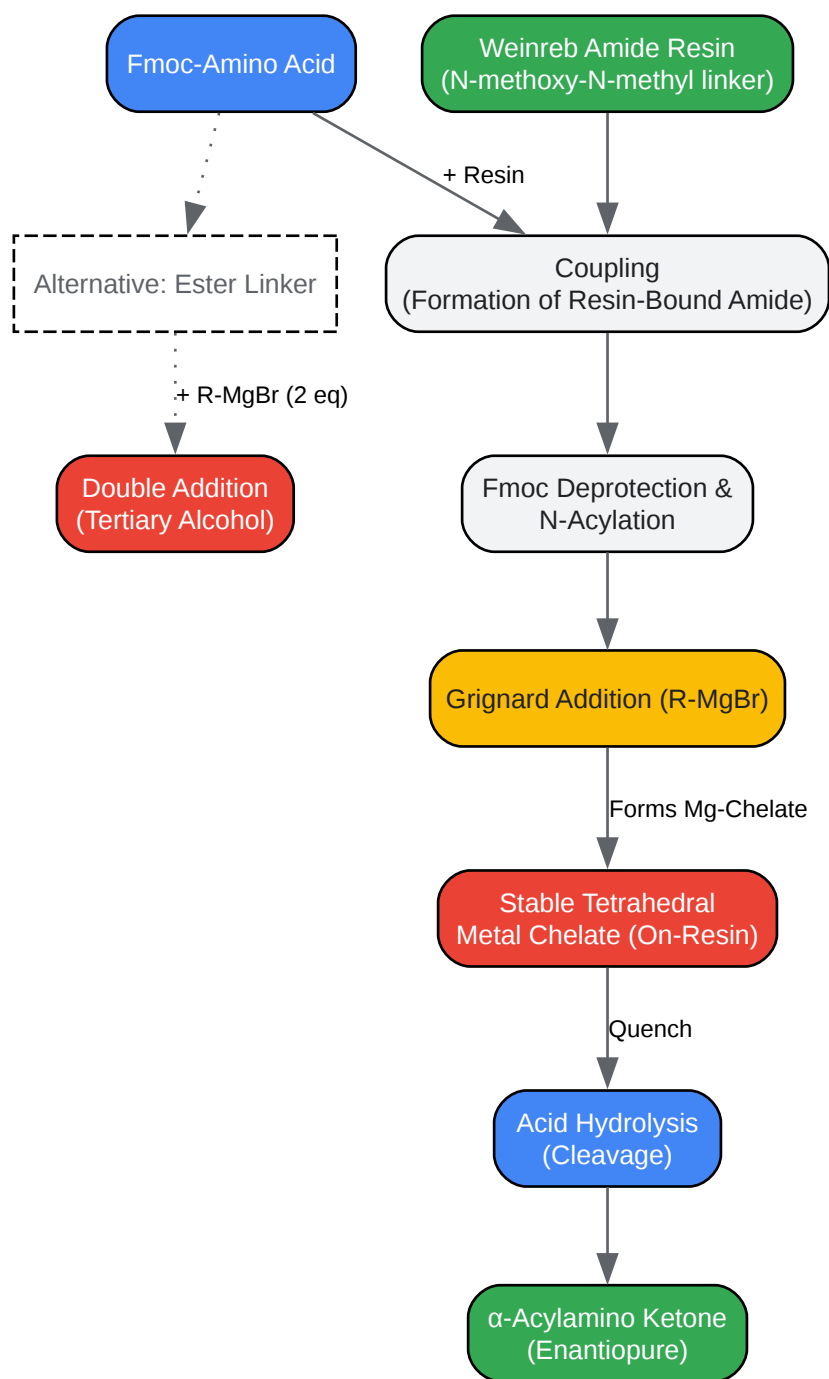 Fmoc-Amino Acid
Weinreb Amide Resin
(N-methoxy-N-methyl linker)
+ Resin
Alternative: Ester Linker
Coupling
(Formation of Resin-Bound Amide)
+ R-MgBr (2 eq)
Double Addition
(Tertiary Alcohol)
Fmoc Deprotection &
N-Acylation
Grignard Addition (R-MgBr)
Forms Mg-Chelate
Stable Tetrahedral
Metal Chelate (On-Resin)
Quench
Acid Hydrolysis
(Cleavage)
α-Acylamino Ketone
(Enantiopure)